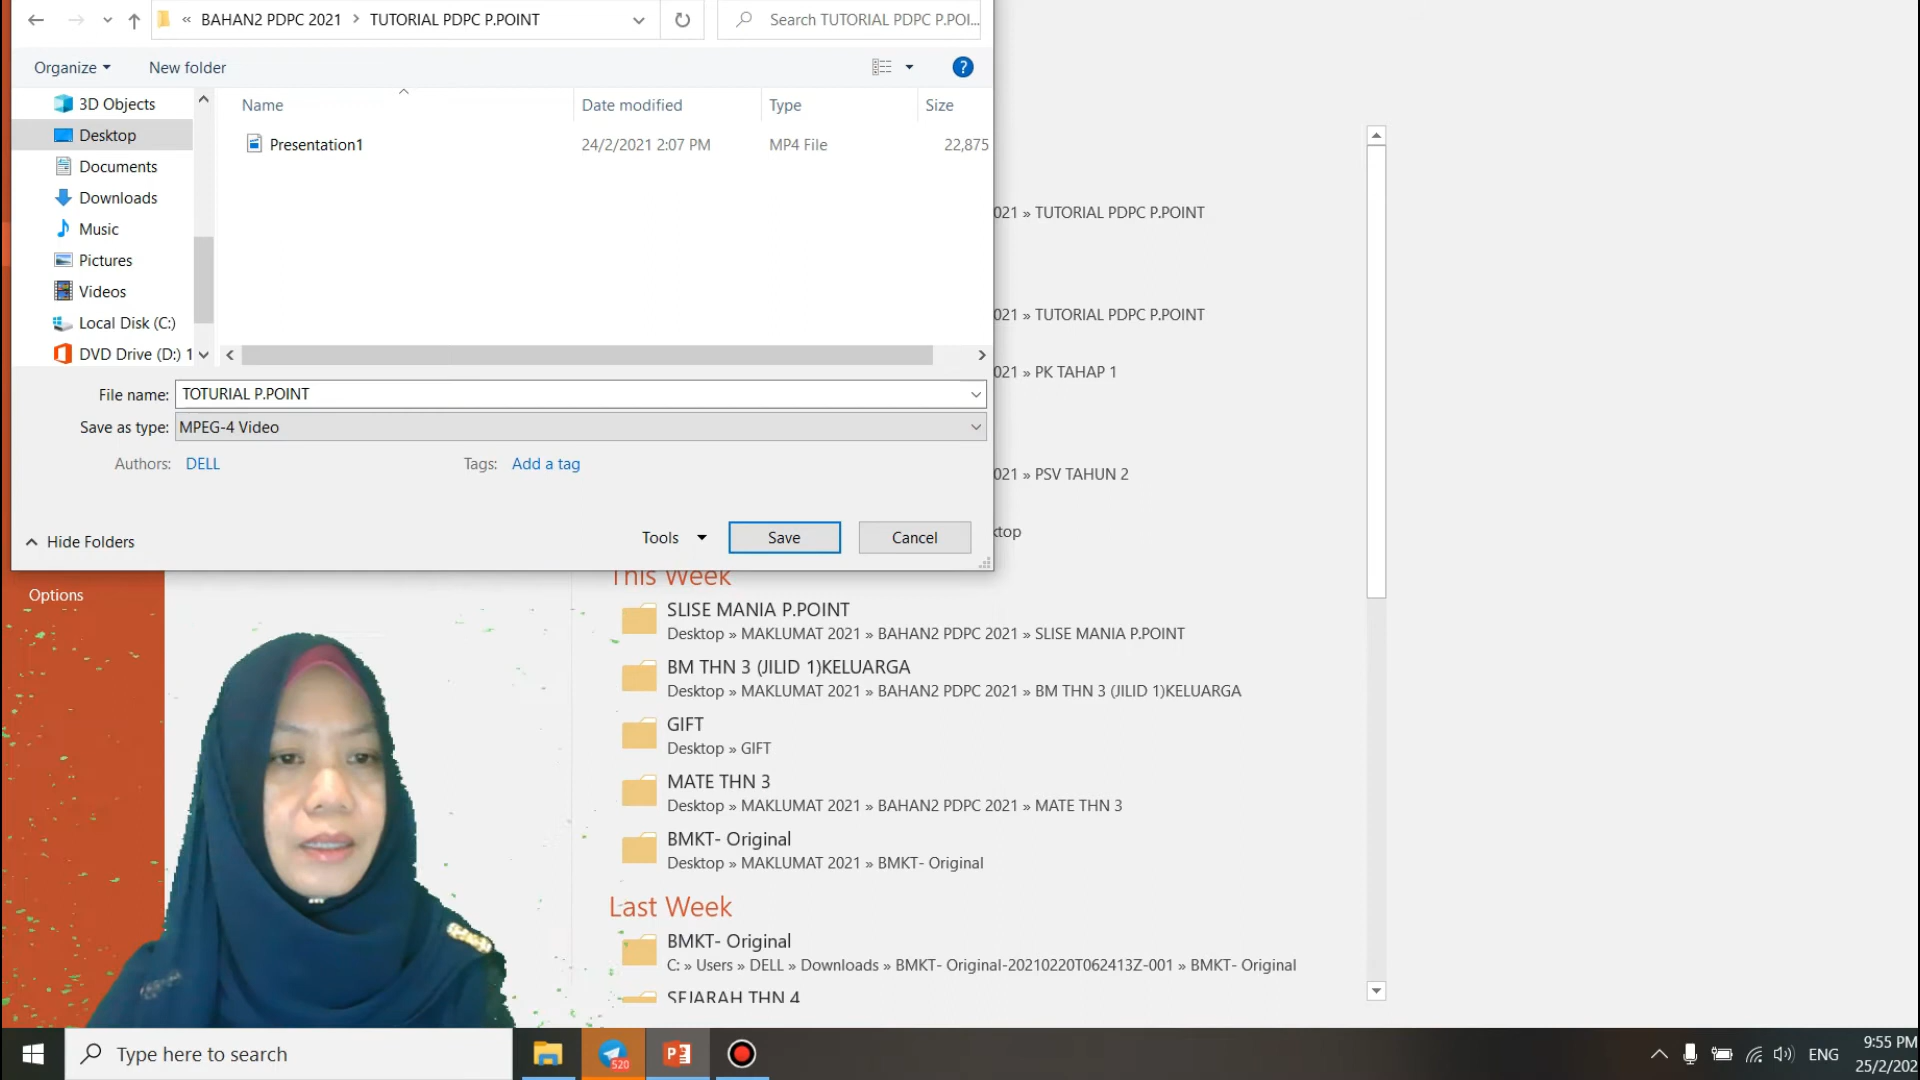 « BAHAN2 PDPC 2021 > TUTORIAL PDPC P.POINT
Search TUTORIAL PDPC P.POI...
Organize
New folder
?
3D Objects
Desktop
Documents
Downloads
Music
Pictures
Videos
Local Disk (C:)
DVD Drive (D:) 1
Name
Date modified
Type
Size
Presentation1
24/2/2021 2:07 PM
MP4 File
22,875
File name: TOTURIAL P.POINT
Save as type: MPEG-4 Video
Authors: DELL
Tags: Add a tag
Hide Folders
Tools
Save
Cancel
021 » TUTORIAL PDPC P.POINT
021 » TUTORIAL PDPC P.POINT
021 » PK TAHAP 1
021 » PSV TAHUN 2
ktop
Options
This Week
SLISE MANIA P.POINT
Desktop » MAKLUMAT 2021 » BAHAN2 PDPC 2021 » SLISE MANIA P.POINT
BM THN 3 (JILID 1)KELUARGA
Desktop » MAKLUMAT 2021 » BAHAN2 PDPC 2021 » BM THN 3 (JILID 1)KELUARGA
GIFT
Desktop » GIFT
MATE THN 3
Desktop » MAKLUMAT 2021 » BAHAN2 PDPC 2021 » MATE THN 3
BMKT- Original
Desktop » MAKLUMAT 2021 » BMKT- Original
Last Week
BMKT- Original
C: » Users » DELL » Downloads » BMKT- Original-20210220T062413Z-001 » BMKT- Original
SEJARAH THN 4
Type here to search
520
ENG
9:55 PM
25/2/202